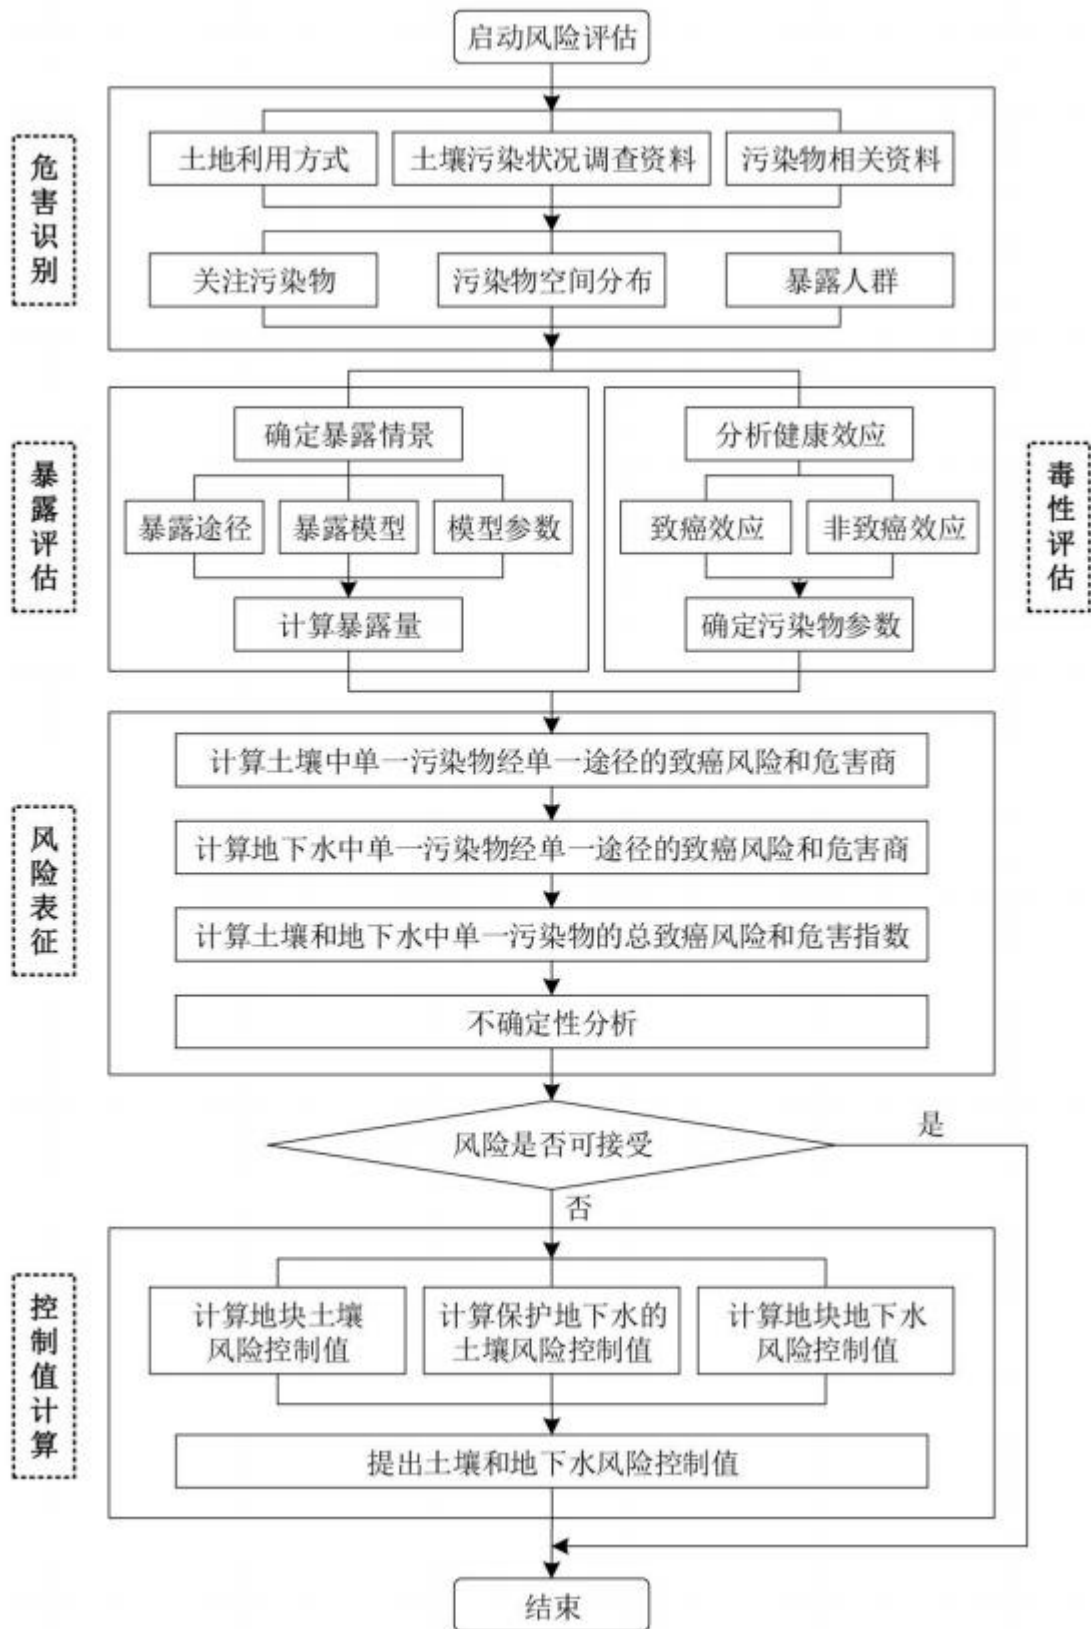 启动风险评估
危害识别
土地利用方式
土壤污染状况调查资料
污染物相关资料
关注污染物
污染物空间分布
暴露人群
暴露评估
确定暴露情景
暴露途径
暴露模型
模型参数
计算暴露量
毒性评估
分析健康效应
致癌效应
非致癌效应
确定污染物参数
风险表征
计算土壤中单一污染物经单一途径的致癌风险和危害商
计算地下水中单一污染物经单一途径的致癌风险和危害商
计算土壤和地下水中单一污染物的总致癌风险和危害指数
不确定性分析
风险是否可接受
是
否
控制值计算
计算地块土壤
风险控制值
计算保护地下水的
土壤风险控制值
计算地块地下水
风险控制值
提出土壤和地下水风险控制值
结束